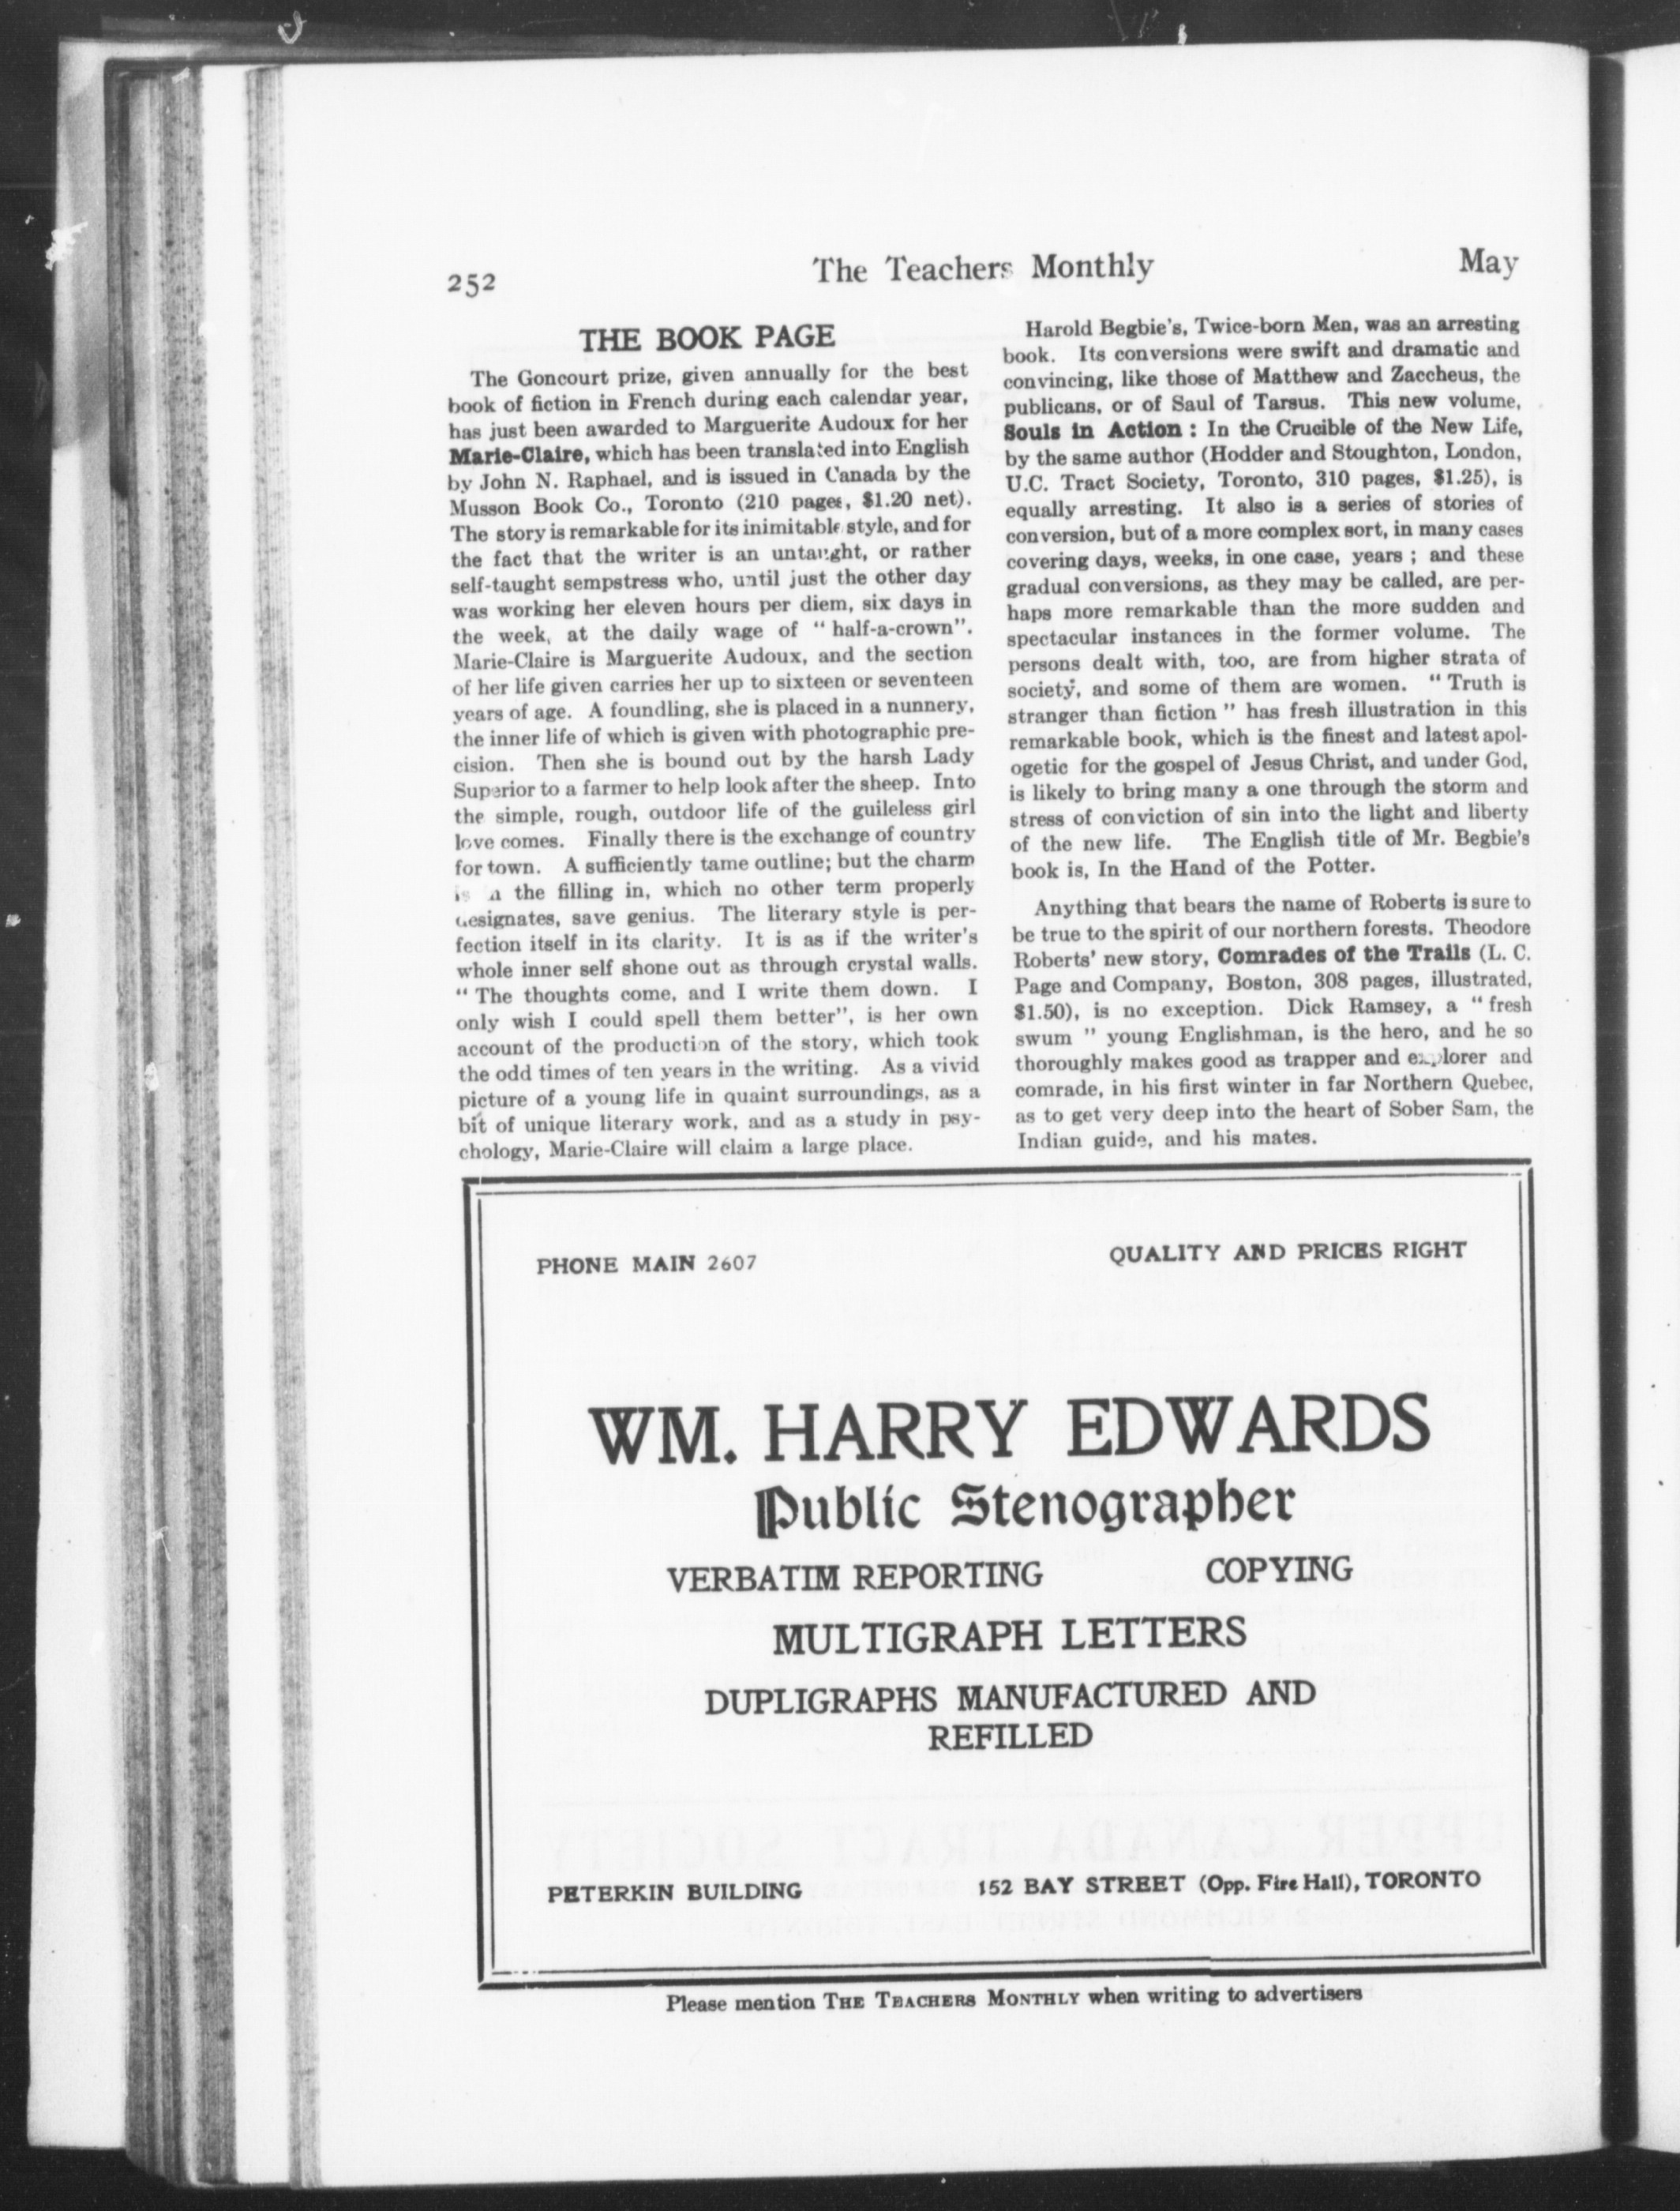 252
The Teachers Monthly
May
THE BOOK PAGE
The Goncourt prize, given annually for the best
book of fiction in French during each calendar year,
has just been awarded to Marguerite Audoux for her
Marie-Claire, which has been translated into English
by John N. Raphael, and is issued in Canada by the
Musson Book Co., Toronto (210 pages, $1.20 net).
The story is remarkable for its inimitable style, and for
the fact that the writer is an untaught, or rather
self-taught sempstress who, until just the other day
was working her eleven hours per diem, six days in
the week, at the daily wage of " half-a-crown".
Marie-Claire is Marguerite Audoux, and the section
of her life given carries her up to sixteen or seventeen
years of age. A foundling, she is placed in a nunnery,
the inner life of which is given with photographic pre-
cision. Then she is bound out by the harsh Lady
Superior to a farmer to help look after the sheep. Into
the simple, rough, outdoor life of the guileless girl
love comes. Finally there is the exchange of country
for town. A sufficiently tame outline; but the charm
is in the filling in, which no other term properly
designates, save genius. The literary style is per-
fection itself in its clarity. It is as if the writer's
whole inner self shone out as through crystal walls.
" The thoughts come, and I write them down. I
only wish I could spell them better", is her own
account of the production of the story, which took
the odd times of ten years in the writing. As a vivid
picture of a young life in quaint surroundings, as a
bit of unique literary work, and as a study in psy-
chology, Marie-Claire will claim a large place.
Harold Begbie's, Twice-born Men, was an arresting
book. Its conversions were swift and dramatic and
convincing, like those of Matthew and Zaccheus, the
publicans, or of Saul of Tarsus. This new volume,
Souls in Action : In the Crucible of the New Life,
by the same author (Hodder and Stoughton, London,
U.C. Tract Society, Toronto, 310 pages, $1.25), is
equally arresting. It also is a series of stories of
conversion, but of a more complex sort, in many cases
covering days, weeks, in one case, years ; and these
gradual conversions, as they may be called, are per-
haps more remarkable than the more sudden and
spectacular instances in the former volume. The
persons dealt with, too, are from higher strata of
society, and some of them are women. " Truth is
stranger than fiction " has fresh illustration in this
remarkable book, which is the finest and latest apol-
ogetic for the gospel of Jesus Christ, and under God,
is likely to bring many a one through the storm and
stress of conviction of sin into the light and liberty
of the new life. The English title of Mr. Begbie's
book is, In the Hand of the Potter.
Anything that bears the name of Roberts is sure to
be true to the spirit of our northern forests. Theodore
Roberts' new story, Comrades of the Trails (L. C.
Page and Company, Boston, 308 pages, illustrated,
$1.50), is no exception. Dick Ramsey, a " fresh
swum " young Englishman, is the hero, and he so
thoroughly makes good as trapper and explorer and
comrade, in his first winter in far Northern Quebec,
as to get very deep into the heart of Sober Sam, the
Indian guide, and his mates.
PHONE MAIN 2607
QUALITY AND PRICES RIGHT
WM. HARRY EDWARDS
Public Stenographer
VERBATIM REPORTING COPYING
MULTIGRAPH LETTERS
DUPLIGRAPHS MANUFACTURED AND
REFILLED
PETERKIN BUILDING
152 BAY STREET (Opp. Fire Hall), TORONTO
Please mention THE TEACHERS MONTHLY when writing to advertisers